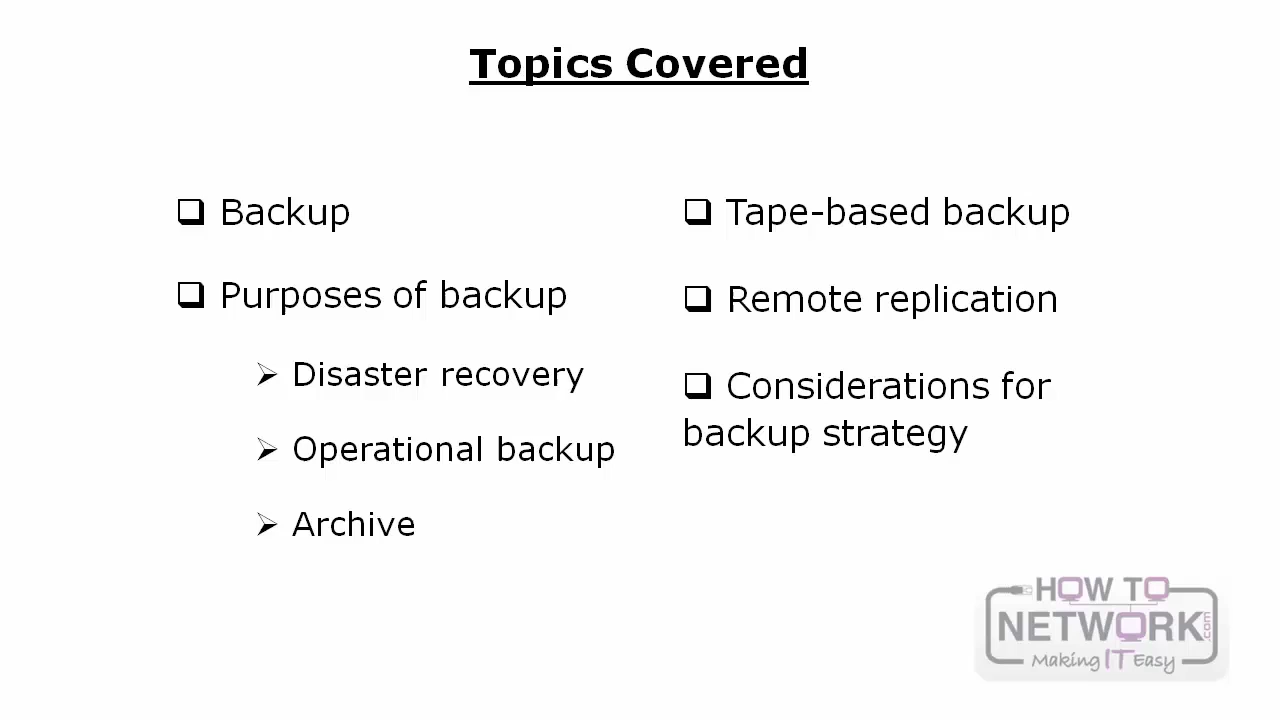 Topics Covered
❑ Backup
❑ Purposes of backup
➢ Disaster recovery
➢ Operational backup
➢ Archive
❑ Tape-based backup
❑ Remote replication
❑ Considerations for
backup strategy
HOW TO
NETWORK.com
Making IT Easy